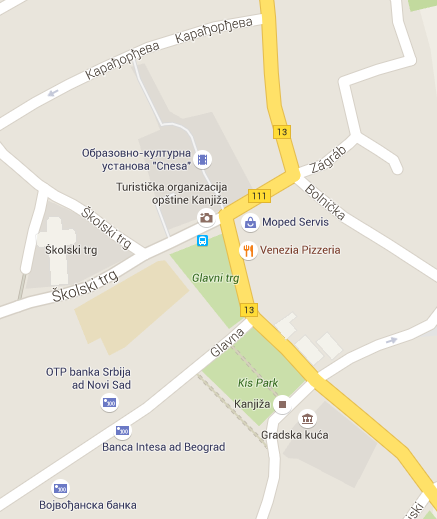 Карађорђева
Карађорђева
13
Образовно-културна
установа "Cnesa"
Zágráb
Turistička organizacija
opštine Kanjiža
111
Bolnička
Školski trg
Moped Servis
Školski trg
Venezia Pizzeria
Glavni trg
Školski trg
13
Glavna
OTP banka Srbija
ad Novi Sad
Kis Park
Kanjiža
Gradska kuća
Banca Intesa ad Beograd
Војвођанска банка